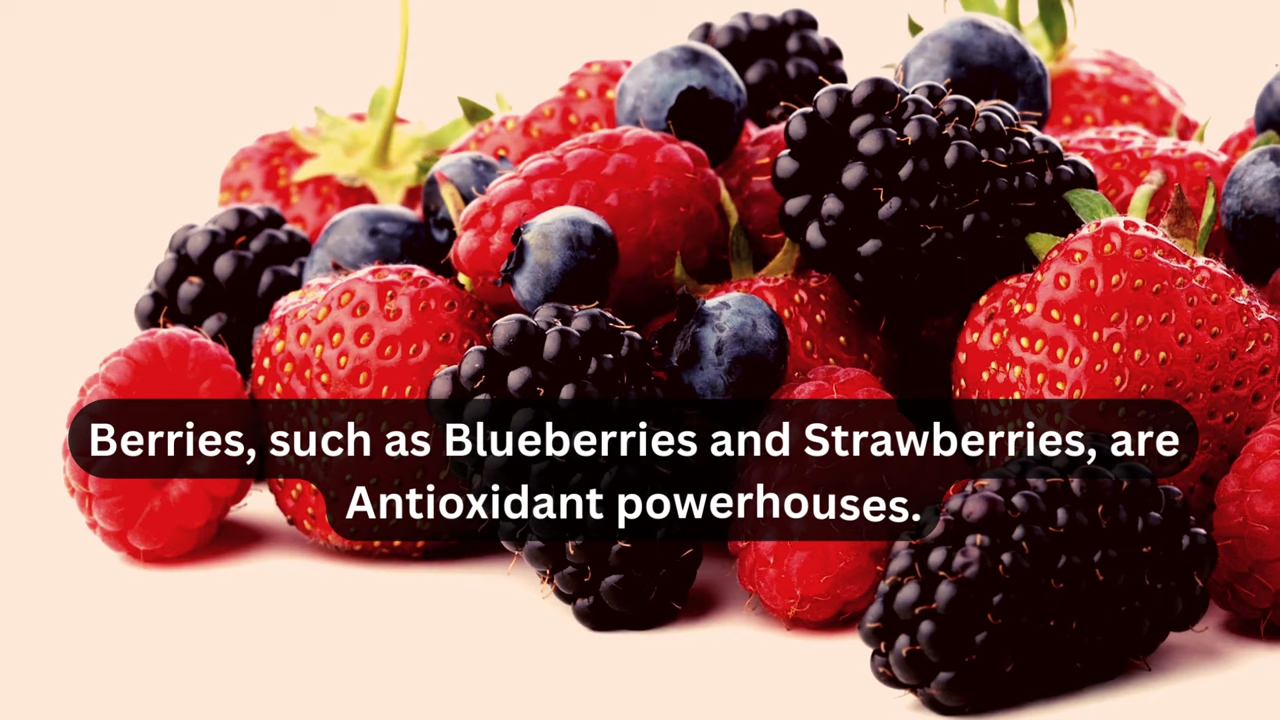 Berries, such as Blueberries and Strawberries, are
Antioxidant powerhouses.